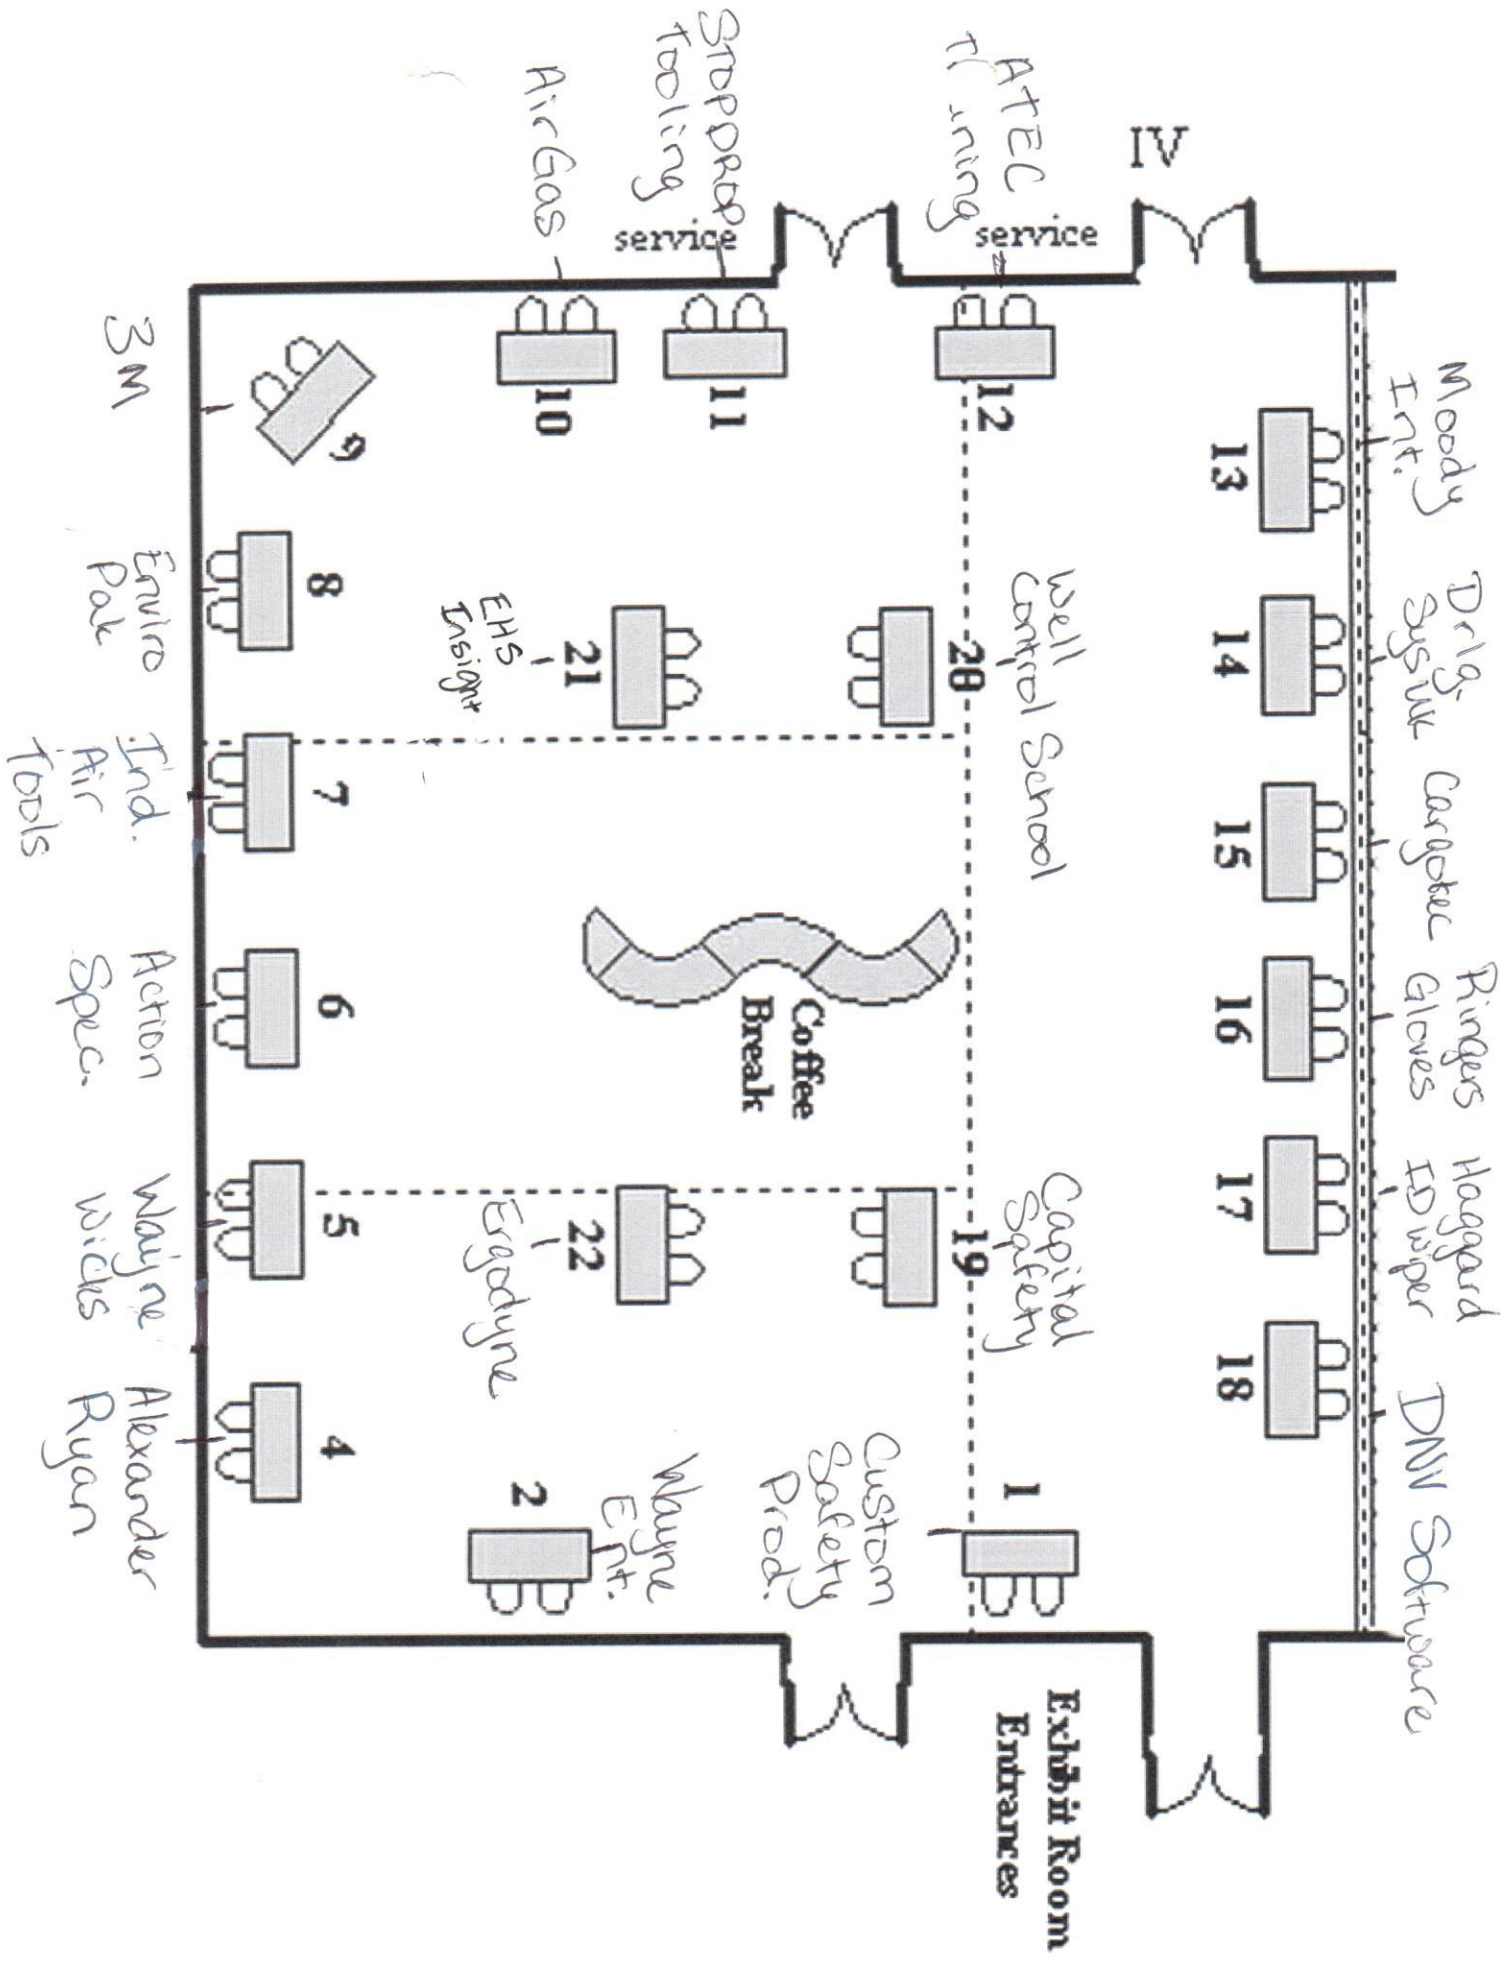 IV
service
service
ATEC
STOPDROP
Tooling
AirGas
Moody
Int.
Drlg.
Cargotec
Ringers
Gloves
Haggard
ID wiper
DNV Software
13
14
15
16
17
18
12
11
10
9
3M
Well
Control School
20
21
EHS
Insight
Capital
Safety
19
22
Ergodyne
Coffee
Break
1
Custom
Safety
Prod.
2
Wayne
Ent.
8
7
6
5
4
Enviro
Pak
Ind.
Air
Tools
Action
Spec.
Wayne
Wicks
Alexander
Ryan
Exhibit Room
Entrances